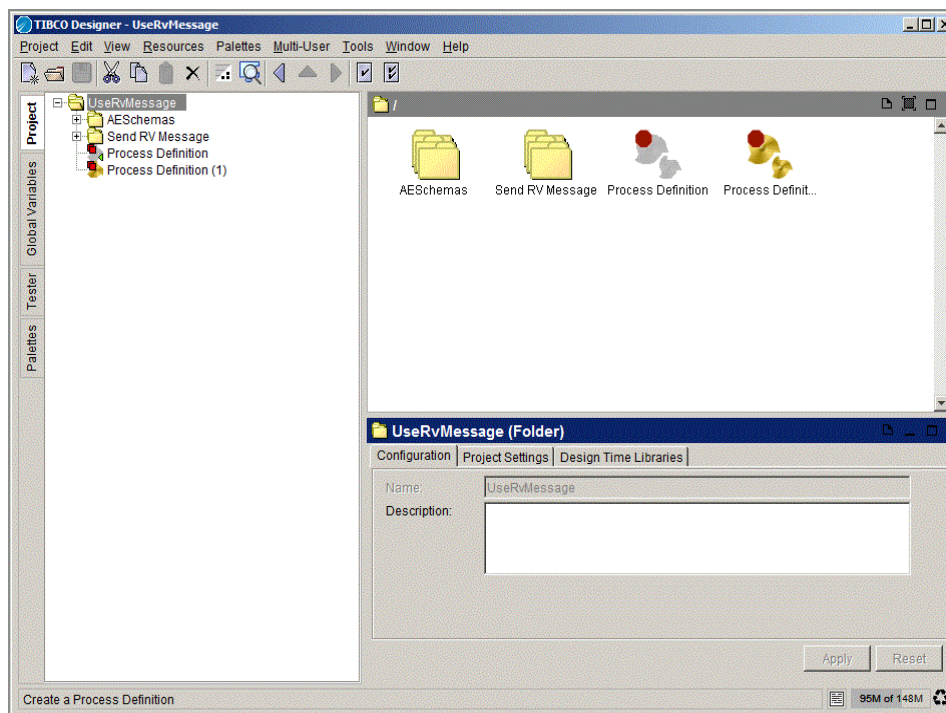 TIBCO Designer - UseRvMessage
Project Edit View Resources Palettes Multi-User Tools Window Help
Project
Global Variables
Tester
Palettes
UseRvMessage
AESchemas
Send RV Message
Process Definition
Process Definition (1)
/
AESchemas Send RV Message Process Definition Process Definit...
UseRvMessage (Folder)
Configuration Project Settings Design Time Libraries
Name: UseRvMessage
Description:
Apply Reset
Create a Process Definition 95M of 148M